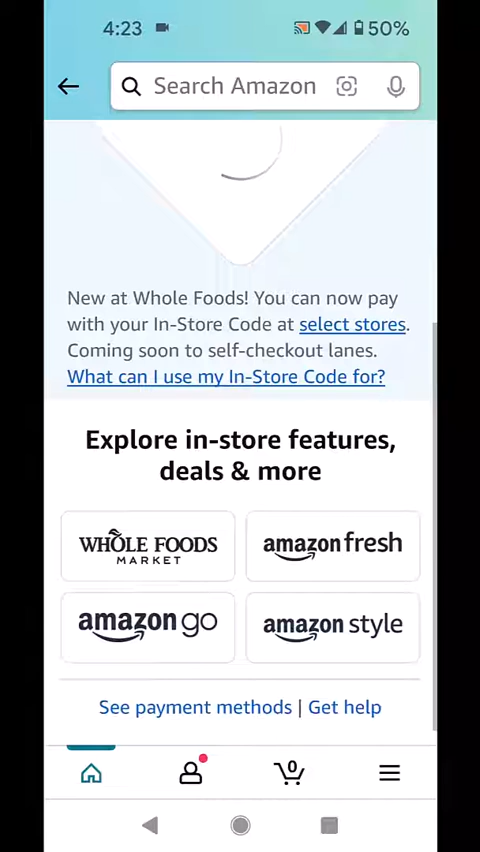 4:23
50%
Search Amazon
New at Whole Foods! You can now pay
with your In-Store Code at select stores.
Coming soon to self-checkout lanes.
What can I use my In-Store Code for?
Explore in-store features,
deals & more
WHOLE FOODS
MARKET
amazon fresh
amazon go
amazon style
See payment methods | Get help
0